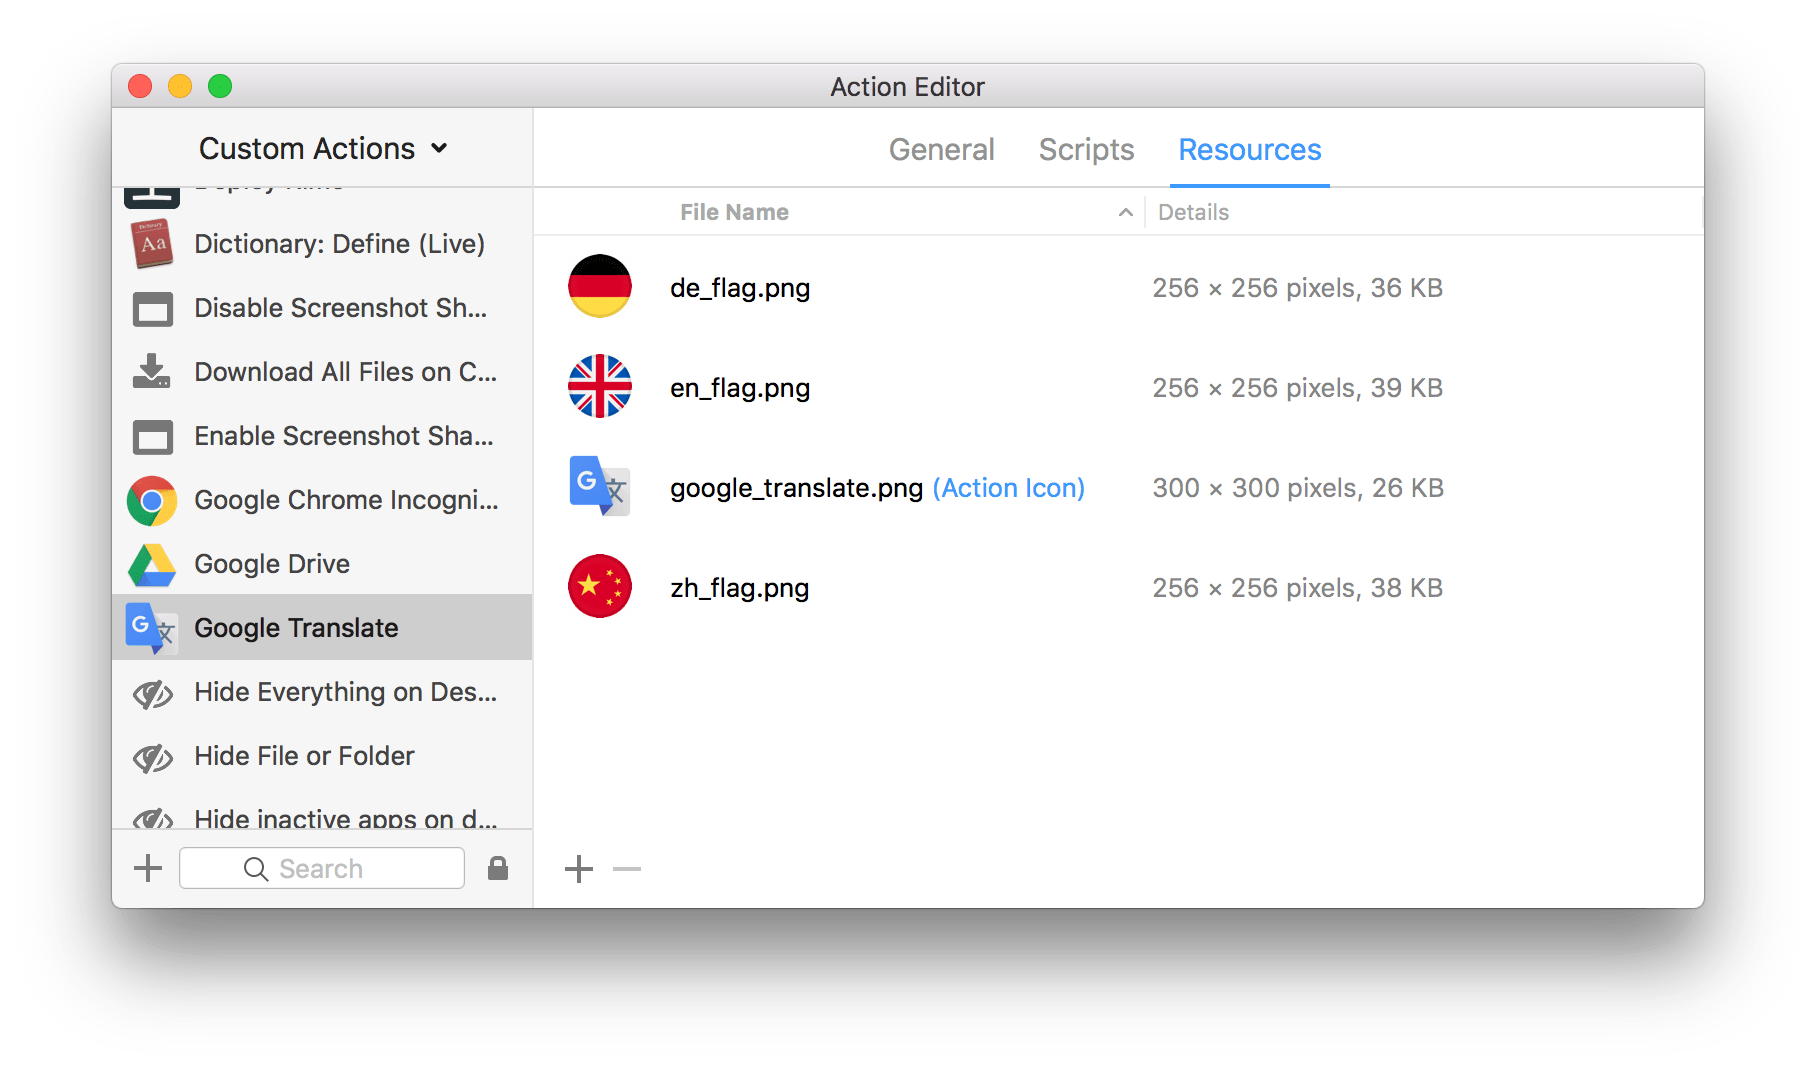 Action Editor
Custom Actions
General Scripts Resources
File Name Details
Dictionary: Define (Live)
Disable Screenshot Sh...
Download All Files on C...
Enable Screenshot Sha...
Google Chrome Incogni...
Google Drive
Google Translate
Hide Everything on Des...
Hide File or Folder
Hide inactive apps on d...
Search
de_flag.png 256 × 256 pixels, 36 KB
en_flag.png 256 × 256 pixels, 39 KB
google_translate.png (Action Icon) 300 × 300 pixels, 26 KB
zh_flag.png 256 × 256 pixels, 38 KB